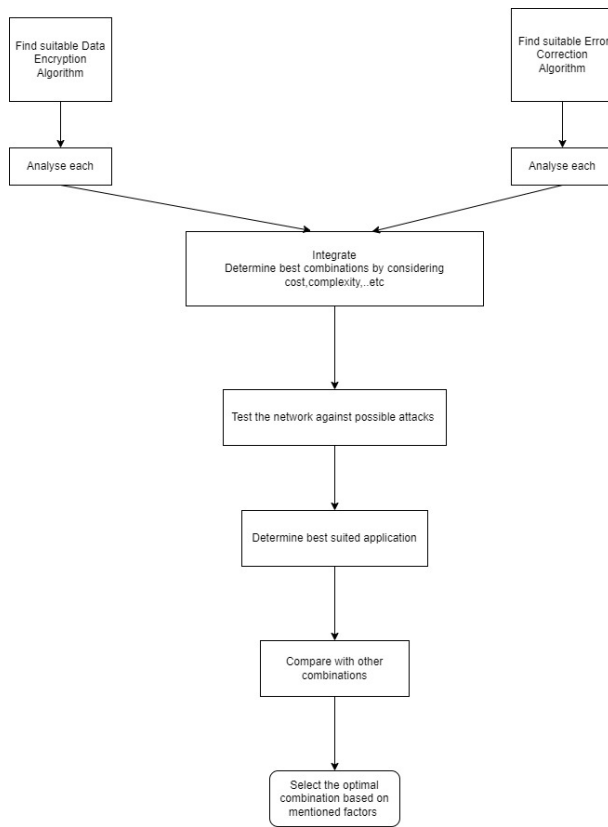 Find suitable Data
Encryption
Algorithm
Find suitable Error
Correction
Algorithm
Analyse each
Analyse each
Integrate
Determine best combinations by considering
cost,complexity,..etc
Test the network against possible attacks
Determine best suited application
Compare with other
combinations
Select the optimal
combination based on
mentioned factors